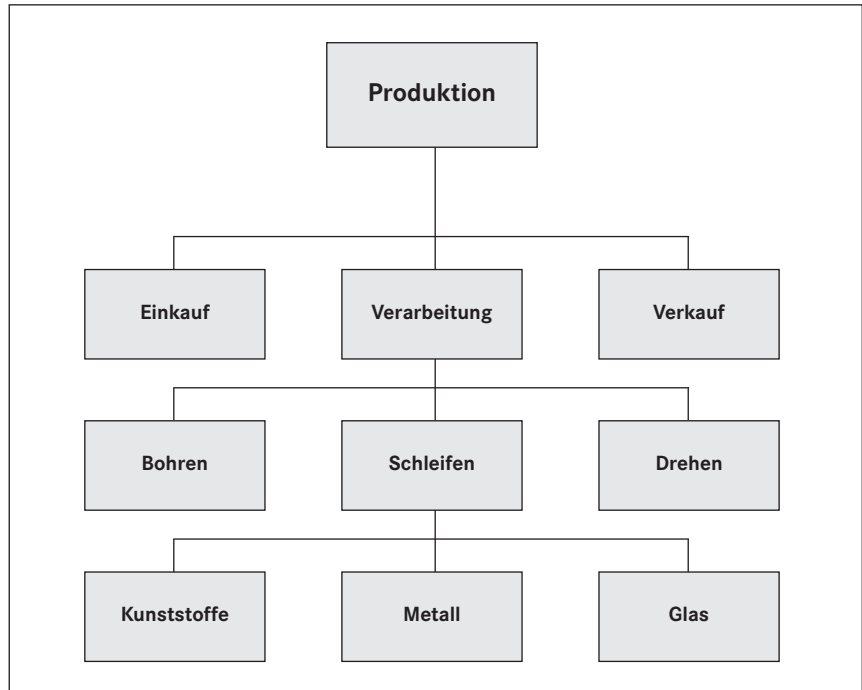 Produktion
Einkauf
Verarbeitung
Verkauf
Bohren
Schleifen
Drehen
Kunststoffe
Metall
Glas